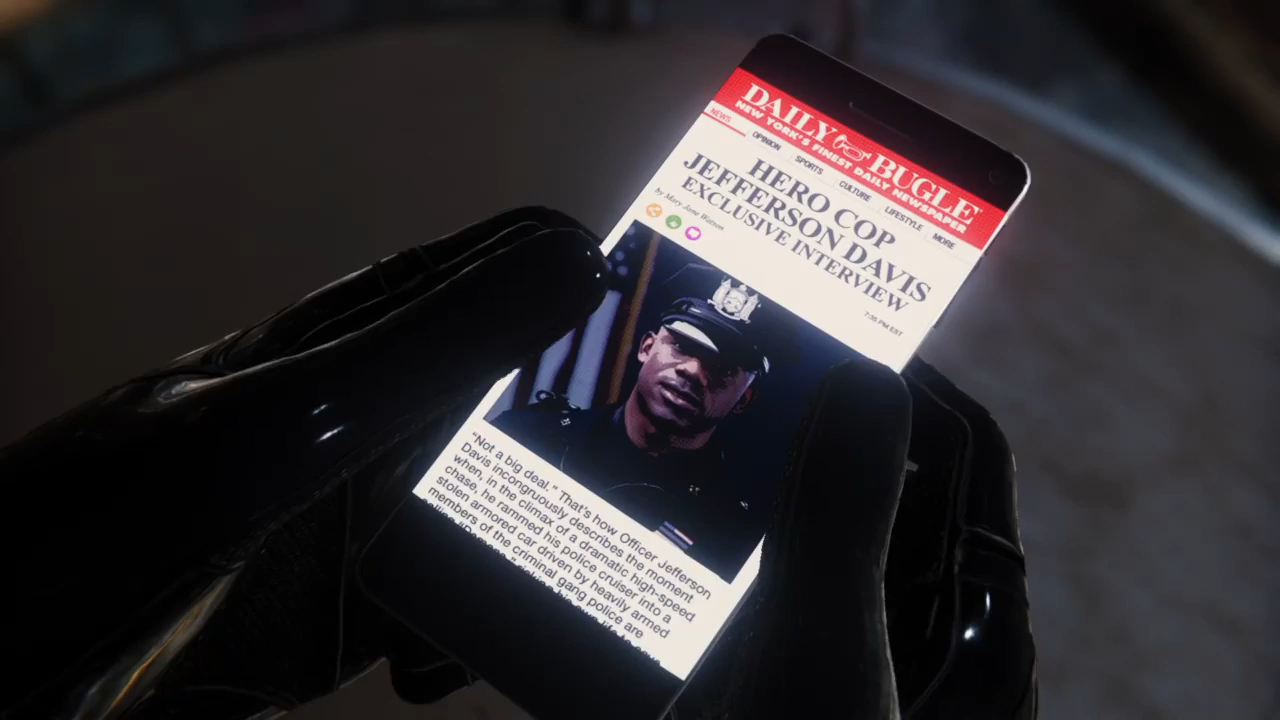 DAILY BUGLE
NEW YORK'S FINEST DAILY NEWSPAPER
NEWS OPINION SPORTS CULTURE LIFESTYLE MORE
HERO COP
JEFFERSON DAVIS
EXCLUSIVE INTERVIEW
by Mary Jane Watson
7:35 PM EST
"Not a big deal." That's how Officer Jefferson
Davis incongruously describes the moment
when, in the climax of a dramatic high-speed
chase, he rammed his police cruiser into a
stolen armored car driven by heavily armed
members of the criminal gang police are